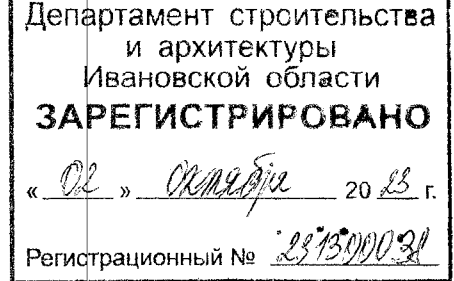 Департамент строительства
и архитектуры
Ивановской области
ЗАРЕГИСТРИРОВАНО
« 02 » октября 20 23 г.
Регистрационный №